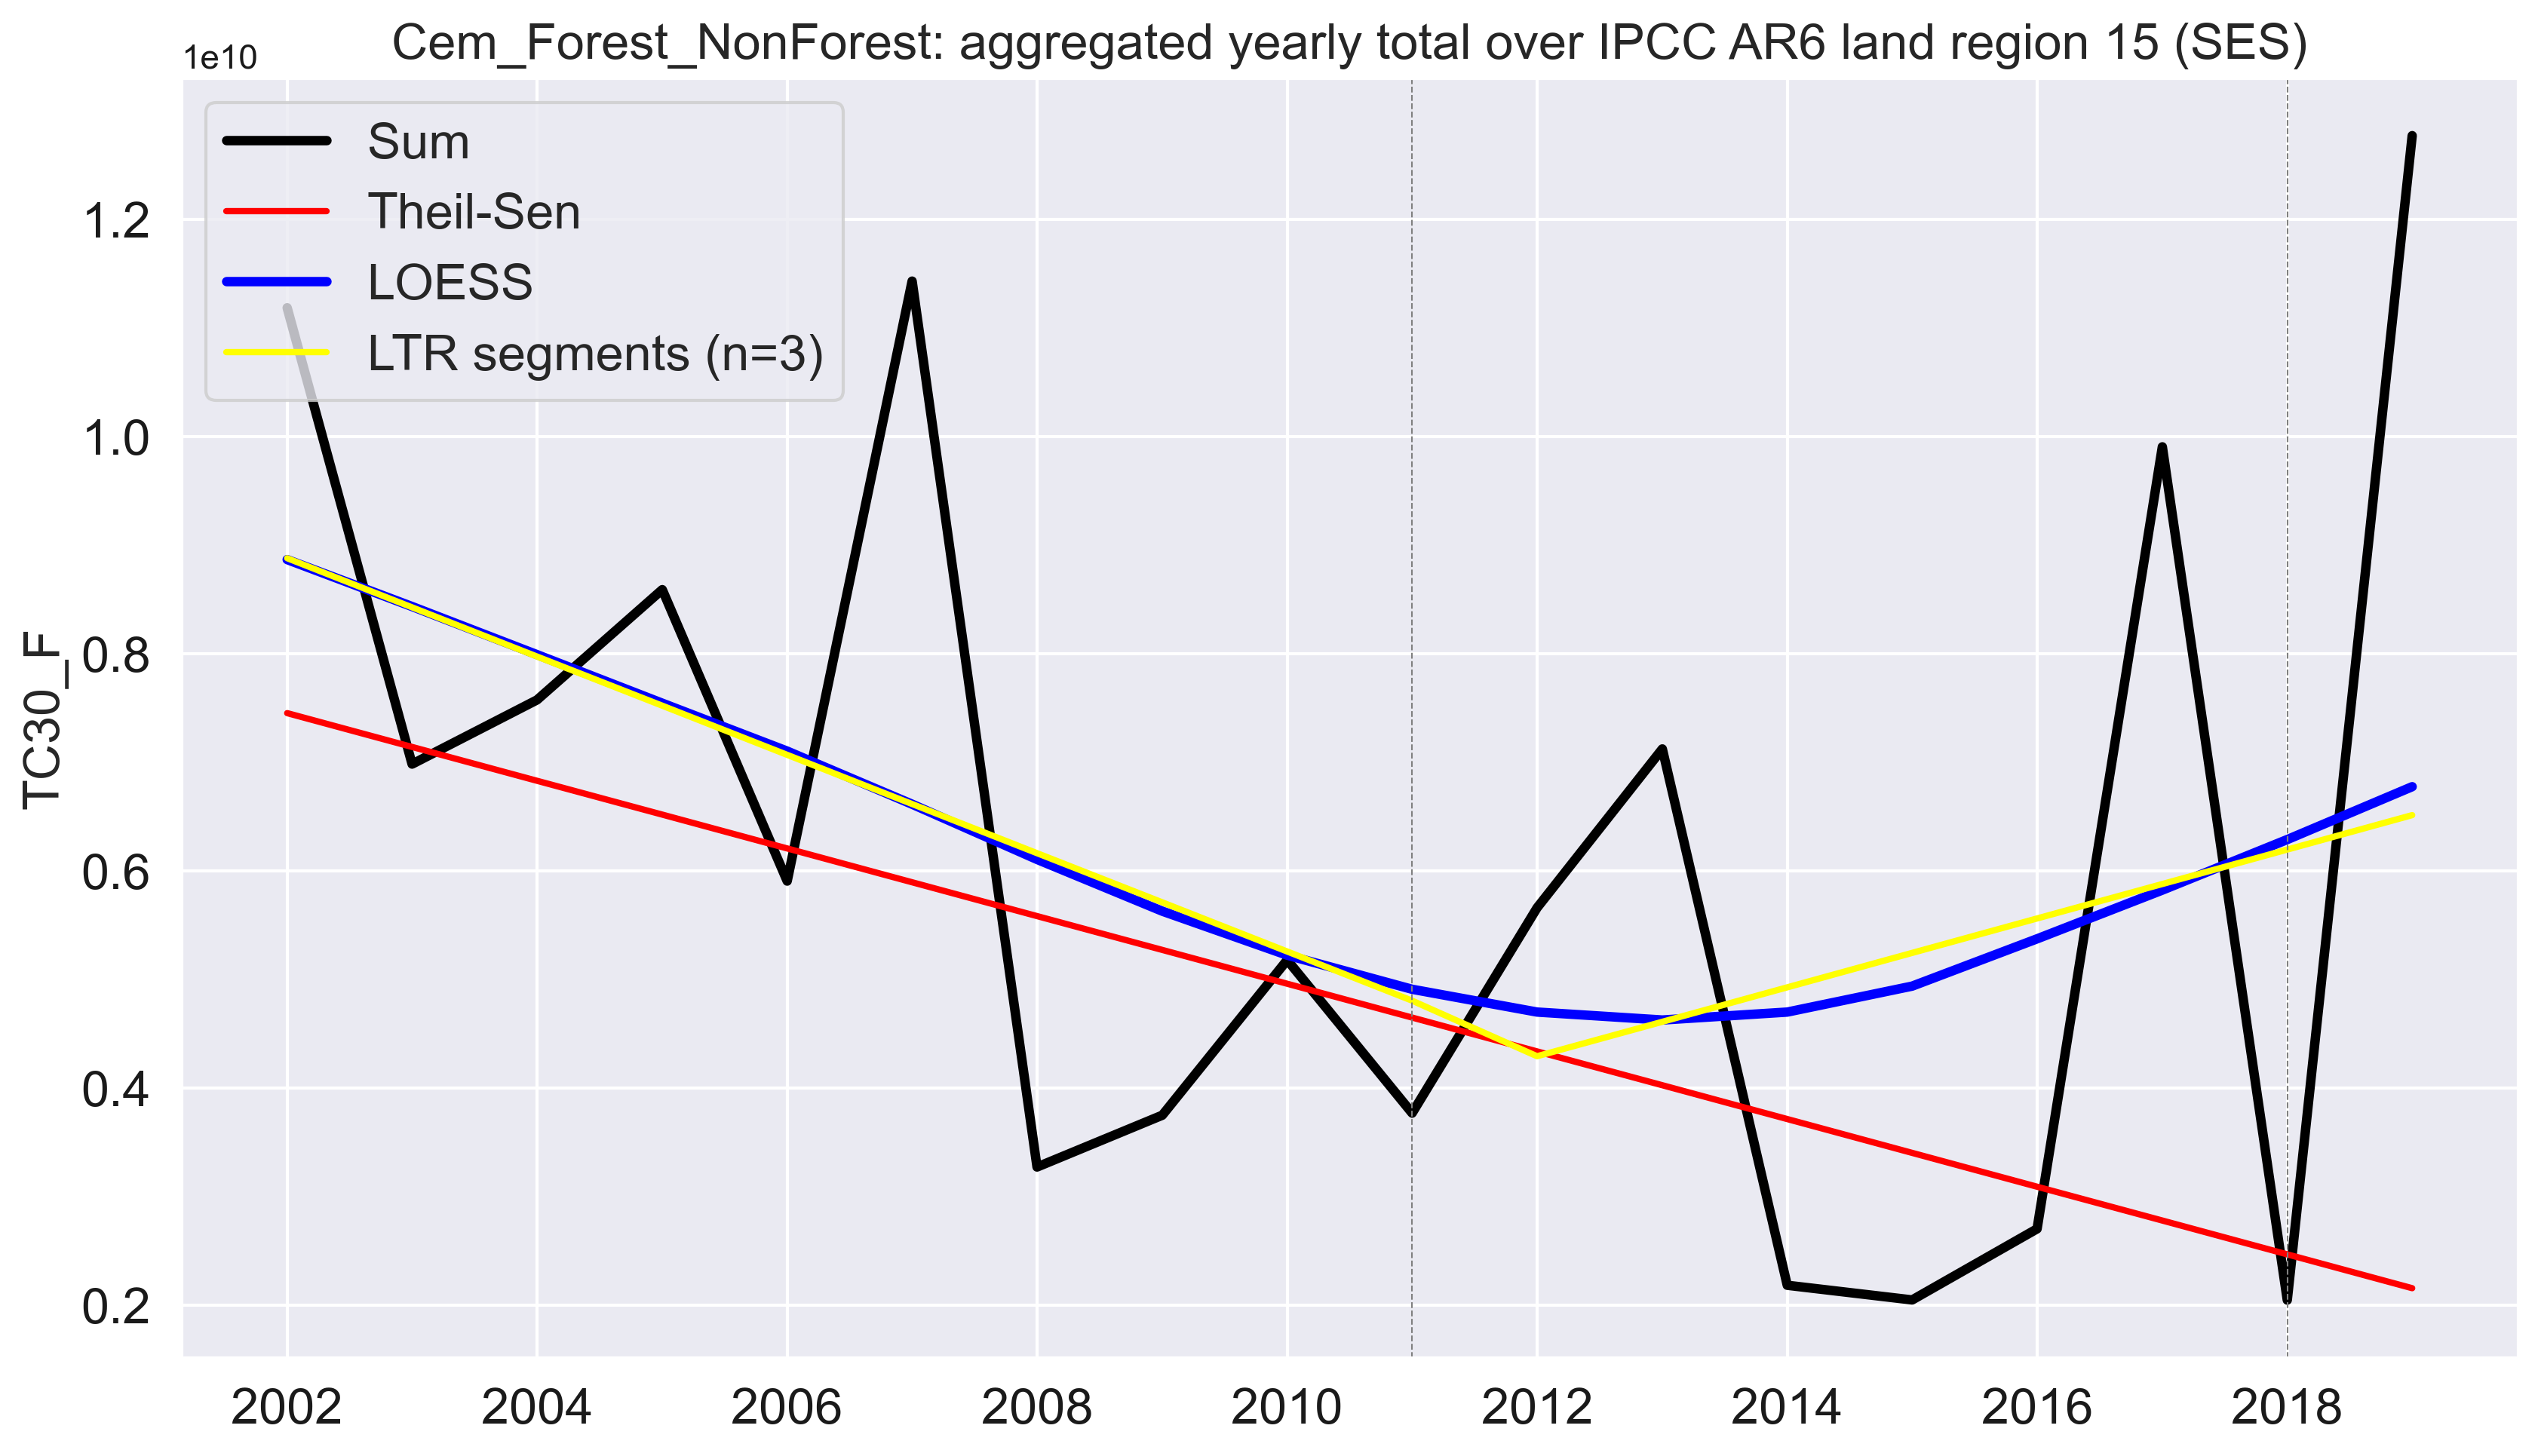 Cem_Forest_NonForest: aggregated yearly total over IPCC AR6 land region 15 (SES)
1e10
Sum
Theil-Sen
LOESS
LTR segments (n=3)
1.2
1.0
0.8
0.6
0.4
0.2
TC30_F
2002 2004 2006 2008 2010 2012 2014 2016 2018